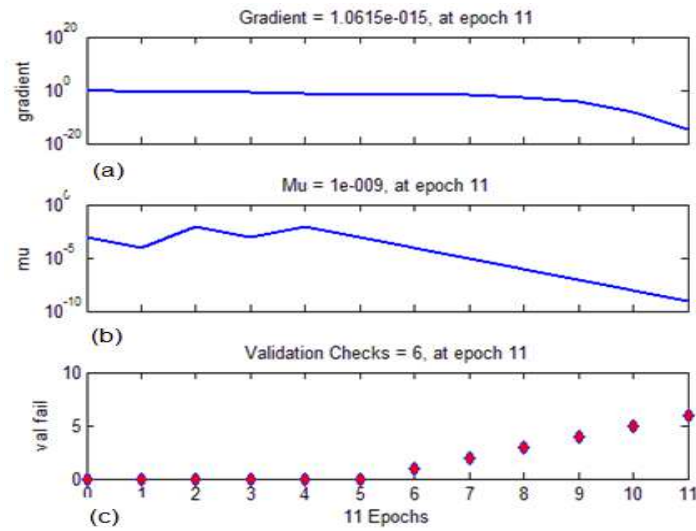 Gradient = 1.0615e-015, at epoch 11
10^20
10^0
10^-20
gradient
(a)
Mu = 1e-009, at epoch 11
10^0
10^-5
10^-10
mu
(b)
Validation Checks = 6, at epoch 11
10
5
0
val fail
0 1 2 3 4 5 6 7 8 9 10 11
(c)
11 Epochs